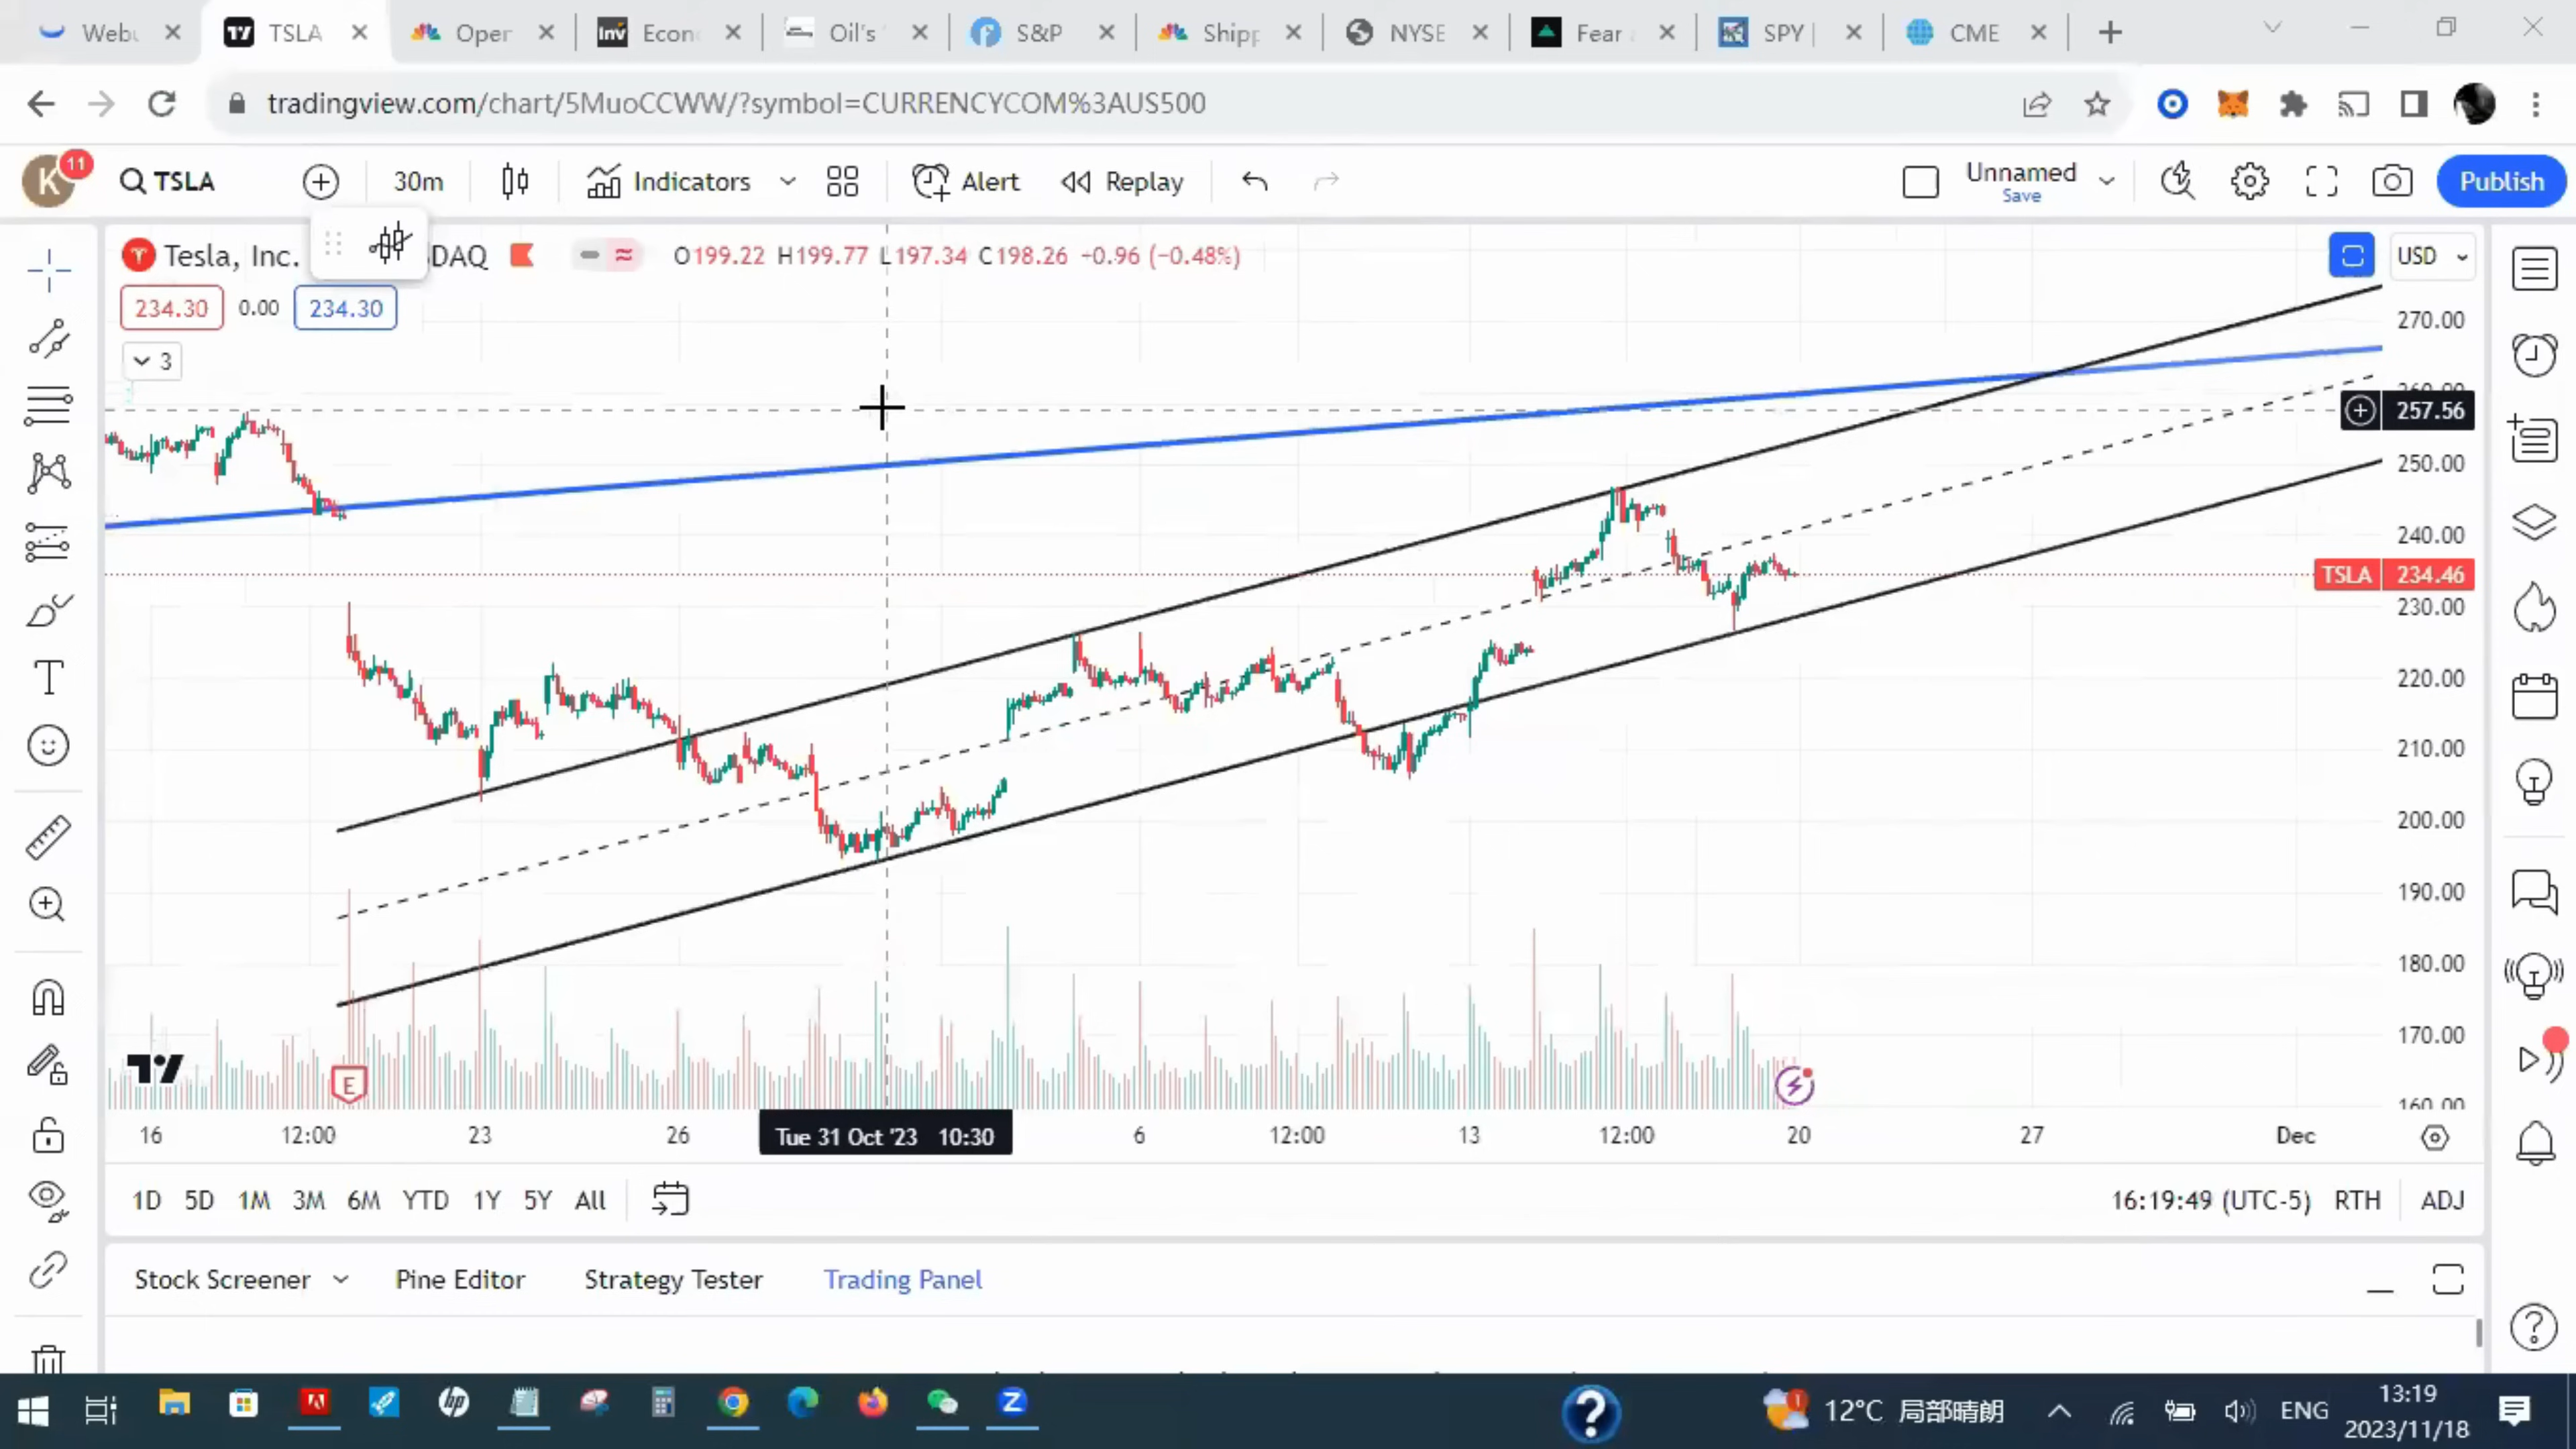 Webu TSLA Oper Econ Oil's S&P Shipp NYSE Fear SPY | CME
tradingview.com/chart/5MuoCCWW/?symbol=CURRENCYCOM%3AUS500
K 11 TSLA 30m Indicators Alert Replay Unnamed Publish
Save
Tesla, Inc. DAQ O199.22 H199.77 L197.34 C198.26 +0.96 (−0.48%) USD
234.30 0.00 234.30
3
270.00
257.56
250.00
240.00
TSLA 234.46
230.00
220.00
210.00
200.00
190.00
180.00
170.00
160.00
E
16 12:00 23 26 Tue 31 Oct '23 10:30 6 12:00 13 12:00 20 27 Dec
1D 5D 1M 3M 6M YTD 1Y 5Y All 16:19:49 (UTC-5) RTH ADJ
Stock Screener Pine Editor Strategy Tester Trading Panel
12°C 局部晴朗 ENG 13:19
2023/11/18